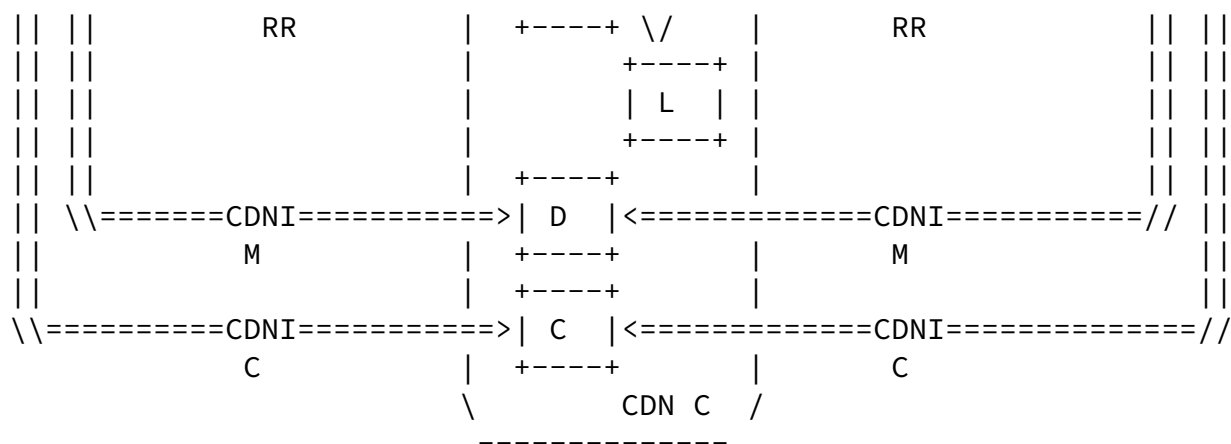 || ||         RR         |  +----+ \/    |       RR            || ||
|| ||                    |        +----+ |                     || ||
|| ||                    |        | L  | |                     || ||
|| ||                    |        +----+ |                     || ||
|| ||                    |  +----+       |                     || ||
|| \\=======CDNI===========>| D  |<=============CDNI===========// ||
||           M           |  +----+       |       M                ||
||                       |  +----+       |                        ||
\\==========CDNI===========>| C  |<=============CDNI==============//
             C           |  +----+       |       C
                         \        CDN C  /
                          --------------